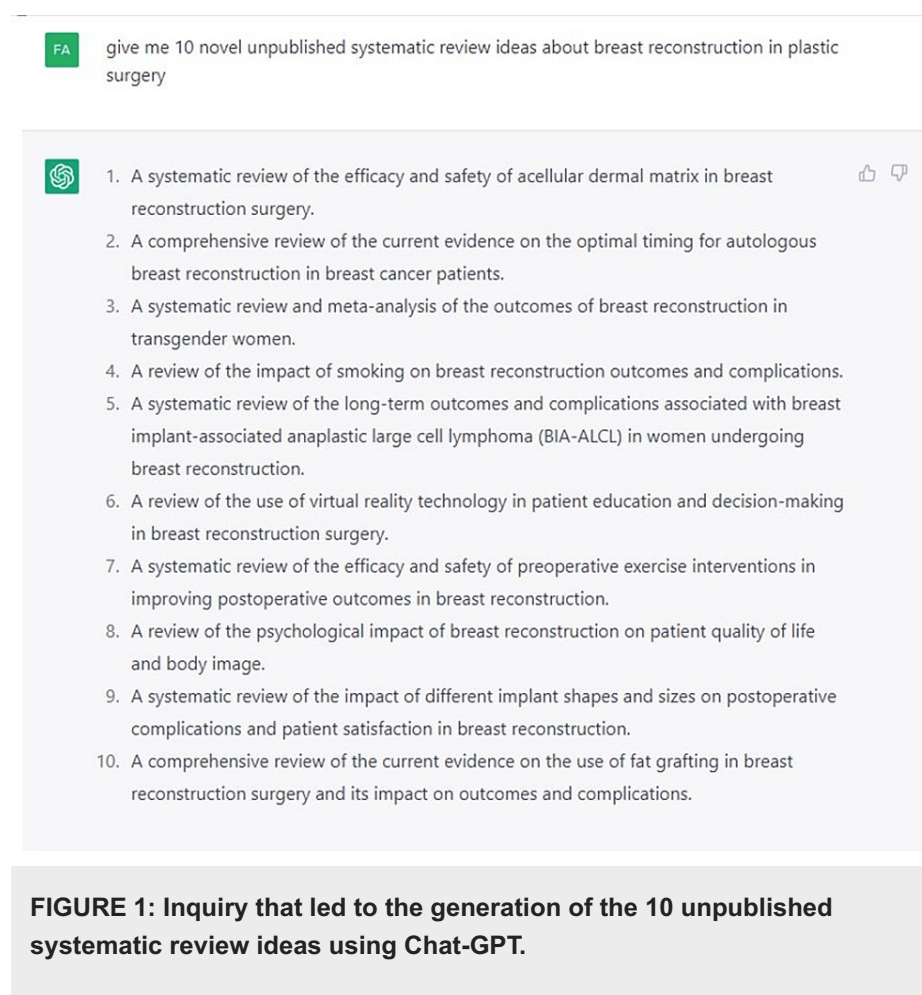 FA
give me 10 novel unpublished systematic review ideas about breast reconstruction in plastic
surgery
1. A systematic review of the efficacy and safety of acellular dermal matrix in breast
reconstruction surgery.
2. A comprehensive review of the current evidence on the optimal timing for autologous
breast reconstruction in breast cancer patients.
3. A systematic review and meta-analysis of the outcomes of breast reconstruction in
transgender women.
4. A review of the impact of smoking on breast reconstruction outcomes and complications.
5. A systematic review of the long-term outcomes and complications associated with breast
implant-associated anaplastic large cell lymphoma (BIA-ALCL) in women undergoing
breast reconstruction.
6. A review of the use of virtual reality technology in patient education and decision-making
in breast reconstruction surgery.
7. A systematic review of the efficacy and safety of preoperative exercise interventions in
improving postoperative outcomes in breast reconstruction.
8. A review of the psychological impact of breast reconstruction on patient quality of life
and body image.
9. A systematic review of the impact of different implant shapes and sizes on postoperative
complications and patient satisfaction in breast reconstruction.
10. A comprehensive review of the current evidence on the use of fat grafting in breast
reconstruction surgery and its impact on outcomes and complications.
FIGURE 1: Inquiry that led to the generation of the 10 unpublished
systematic review ideas using Chat-GPT.